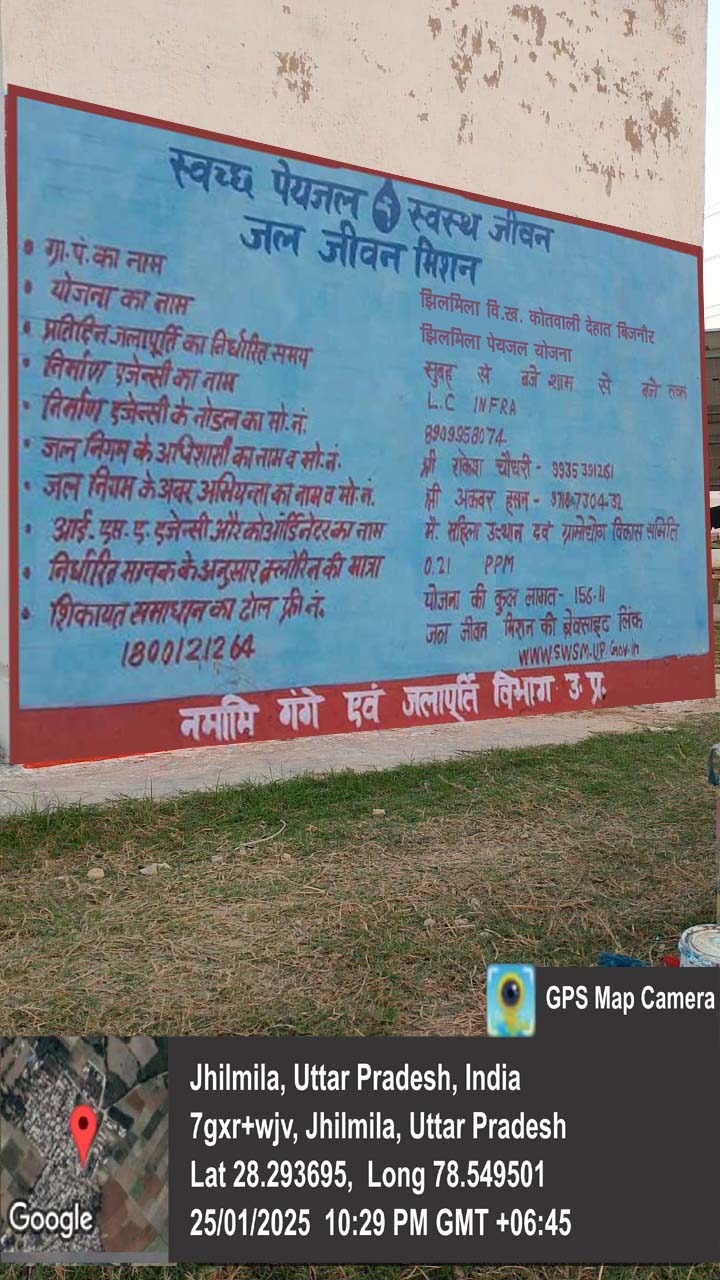 स्वच्छ पेयजल स्वस्थ जीवन
जल जीवन मिशन
• ग्रा.पं.का नाम झिलमिला वि.ख. कोतवाली देहात बिजनौर
• योजना का नाम झिलमिला पेयजल योजना
• प्रतिदिन जलापूर्ति का निर्धारित समय सुबह से बजे शाम से बजे तक
• निर्माण एजेन्सी का नाम L.C INFRA
• निर्माण एजेन्सी के नोडल का मो.नं. 8909958074
• जल निगम के अधिशासी का नाम व मो.नं. श्री राकेश चौधरी - 9935391261
• जल निगम के अवर अभियन्ता का नाम व मो.नं. श्री अकवर हसन -
• आई. एस. ए. एजेन्सी और कोऑर्डिनेटर का नाम मै. महिला उत्थान एवं ग्रामोद्योग विकास समिति
• निर्धारित मानक के अनुसार क्लोरिन की मात्रा 0.21 PPM
• शिकायत समाधान का टोल फ्री नं. योजना की कुल लागत - 156.11
1800121264 जल जीवन मिशन की बेवसाइट लिंक
www.SWSM.UP.Gov.in
नमामि गंगे एवं जलापूर्ति विभाग उ.प्र.
GPS Map Camera
Jhilmila, Uttar Pradesh, India
7gxr+wjv, Jhilmila, Uttar Pradesh
Lat 28.293695, Long 78.549501
25/01/2025 10:29 PM GMT +06:45
Google